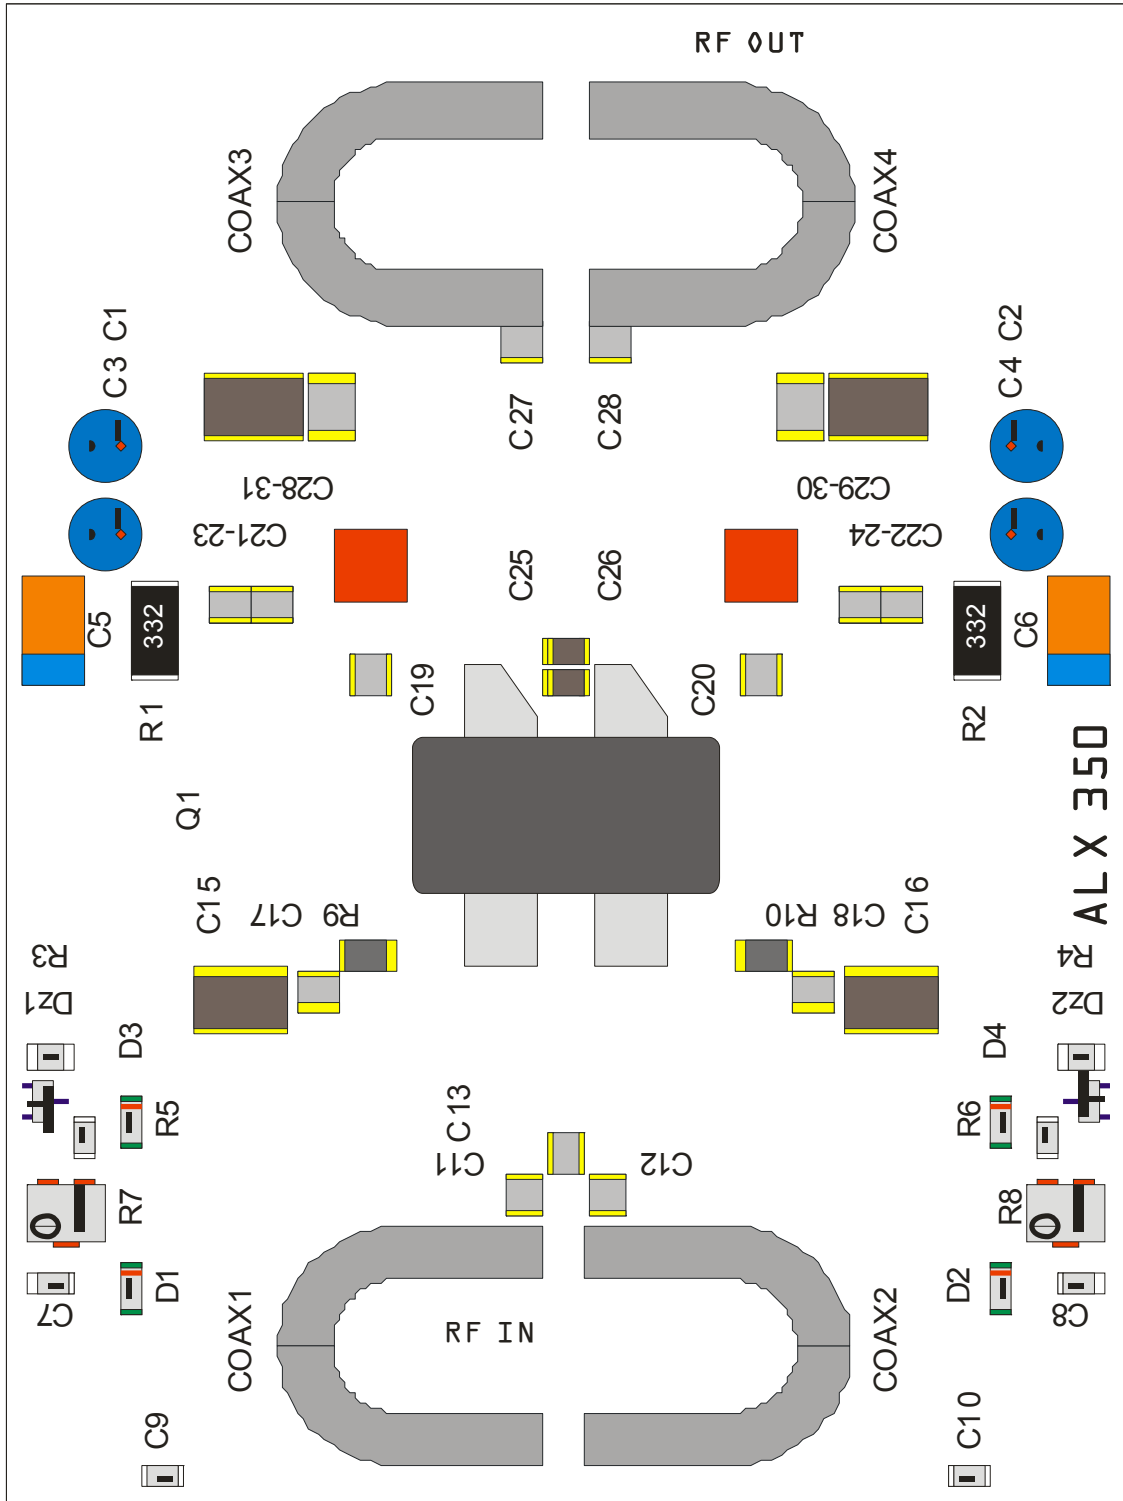 RF OUT
COAX3
COAX4
C1
C2
C3
C4
C27
C28
C28-31
C29-30
C21-23
C22-24
C25
C26
C5
332
332
C6
C19
C20
R1
R2
ALX 350
Q1
C15
C17
R9
R10
C18
C16
R3
R4
Dz1
Dz2
D3
D4
R5
R6
C13
C11
C12
R7
R8
D1
D2
C7
C8
COAX1
RF IN
COAX2
C9
C10